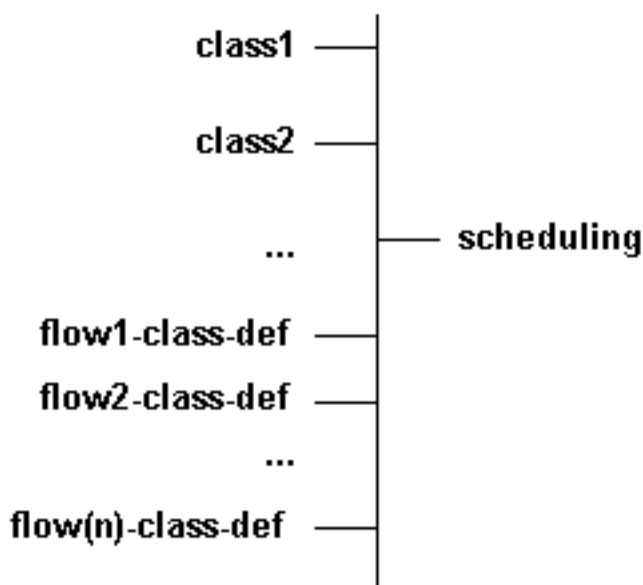 class1
class2
...
scheduling
flow1-class-def
flow2-class-def
...
flow(n)-class-def